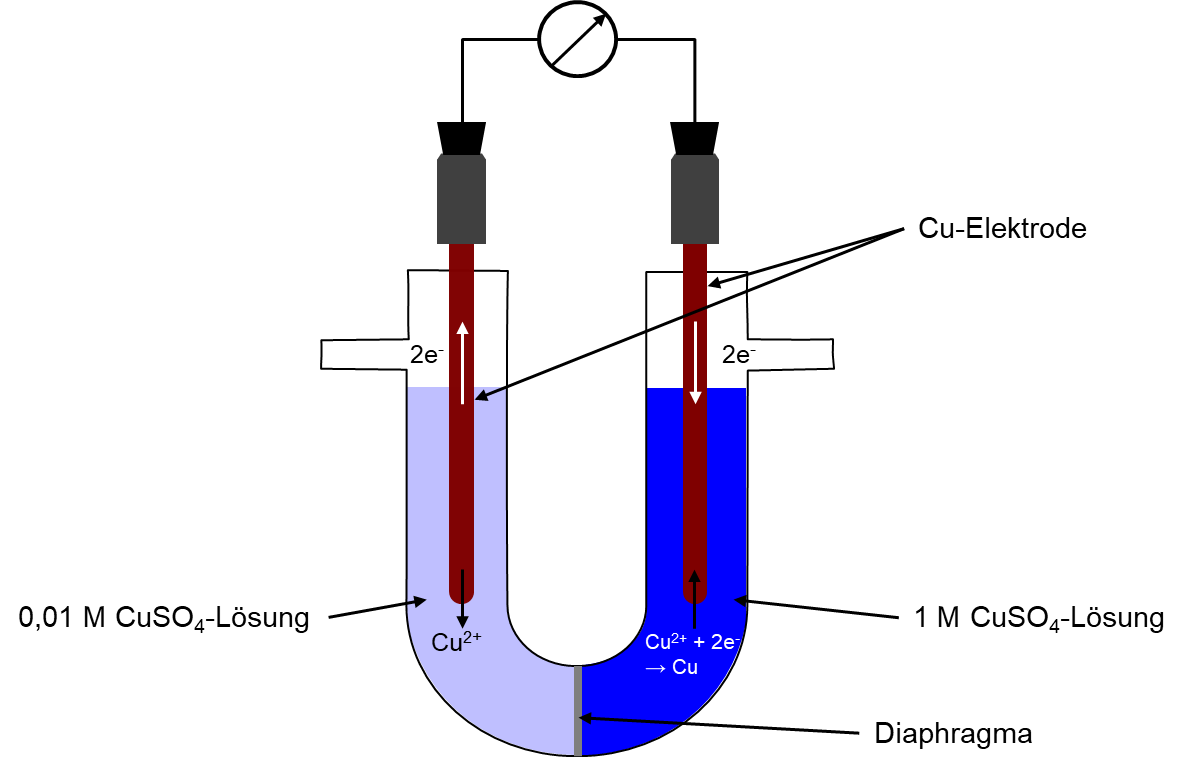 Cu-Elektrode
2e⁻
2e⁻
0,01 M CuSO₄-Lösung
1 M CuSO₄-Lösung
Cu²⁺
Cu²⁺ + 2e⁻
→ Cu
Diaphragma